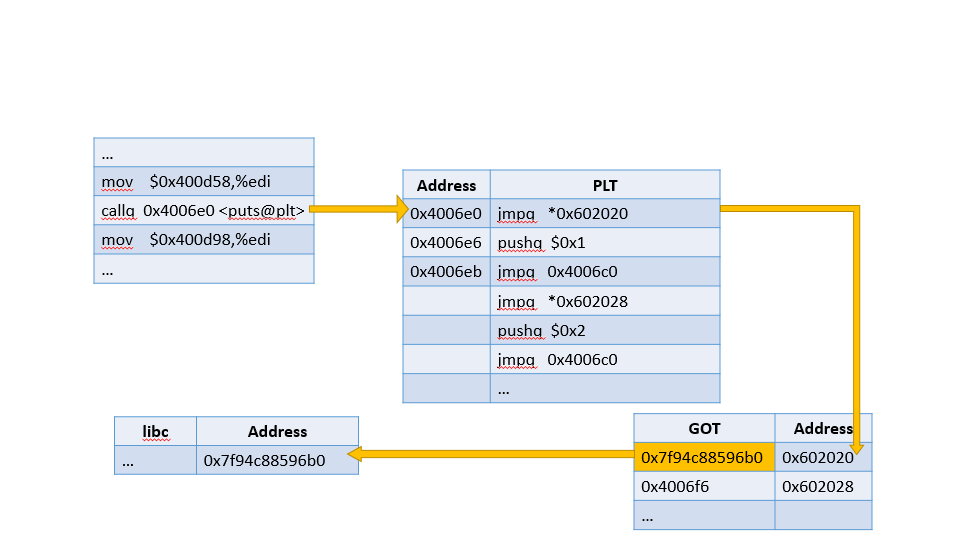 ...
mov $0x400d58,%edi
callq 0x4006e0 <puts@plt>
mov $0x400d98,%edi
...
Address PLT
0x4006e0 jmpq *0x602020
0x4006e6 pushq $0x1
0x4006eb jmpq 0x4006c0
jmpq *0x602028
pushq $0x2
jmpq 0x4006c0
...
libc Address
... 0x7f94c88596b0
GOT Address
0x7f94c88596b0 0x602020
0x4006f6 0x602028
...